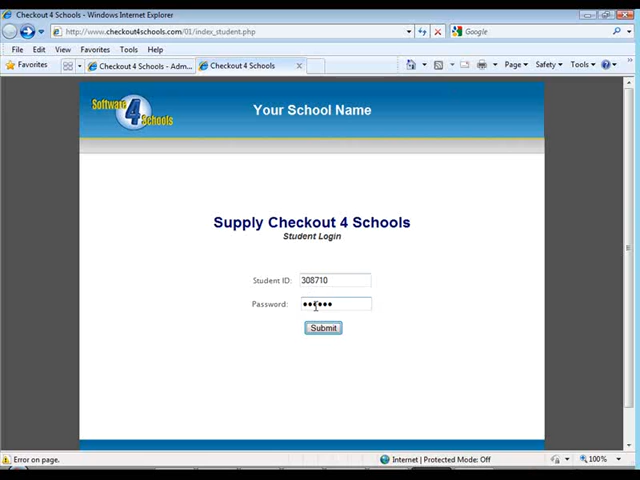 Checkout 4 Schools - Windows Internet Explorer
http://www.checkout4schools.com/01/index_student.php
Google
File Edit View Favorites Tools Help
Favorites
Checkout 4 Schools - Adm...
Checkout 4 Schools
Page
Safety
Tools
Software 4 Schools
Your School Name
Supply Checkout 4 Schools
Student Login
Student ID: 308710
Password: ••••••
Submit
Error on page.
Internet | Protected Mode: Off
100%